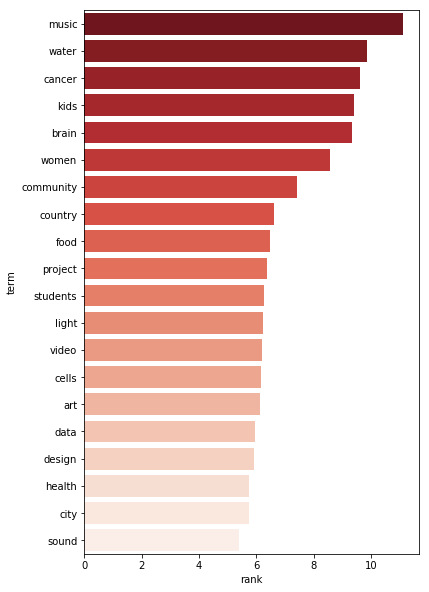 music
water
cancer
kids
brain
women
community
country
food
project
students
light
video
cells
art
data
design
health
city
sound
term
0 2 4 6 8 10
rank